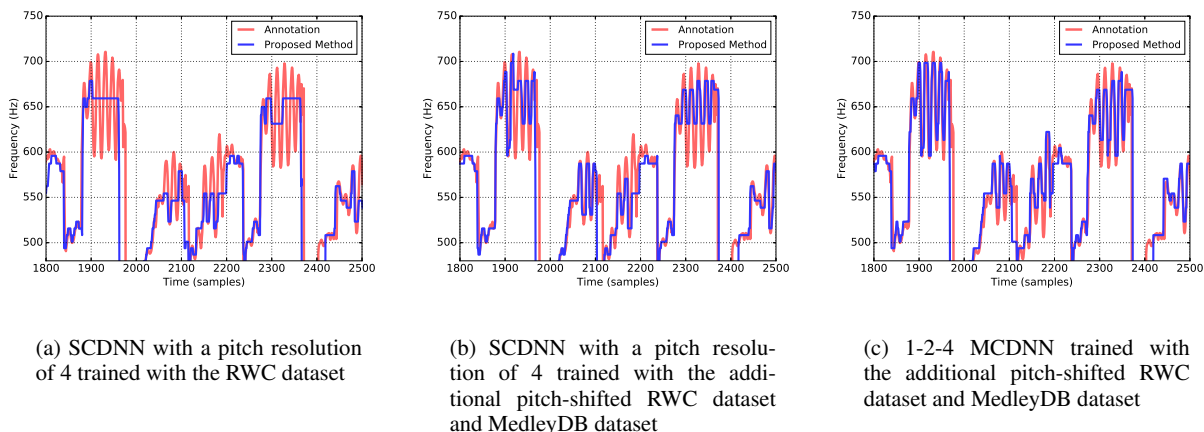 750
700
650
600
550
500
1800 1900 2000 2100 2200 2300 2400 2500
Frequency (Hz)
Time (samples)
Annotation
Proposed Method
750
700
650
600
550
500
1800 1900 2000 2100 2200 2300 2400 2500
Frequency (Hz)
Time (samples)
Annotation
Proposed Method
750
700
650
600
550
500
1800 1900 2000 2100 2200 2300 2400 2500
Frequency (Hz)
Time (samples)
Annotation
Proposed Method
(a) SCDNN with a pitch resolution
of 4 trained with the RWC dataset
(b) SCDNN with a pitch resolu-
tion of 4 trained with the addi-
tional pitch-shifted RWC dataset
and MedleyDB dataset
(c) 1-2-4 MCDNN trained with
the additional pitch-shifted RWC
dataset and MedleyDB dataset